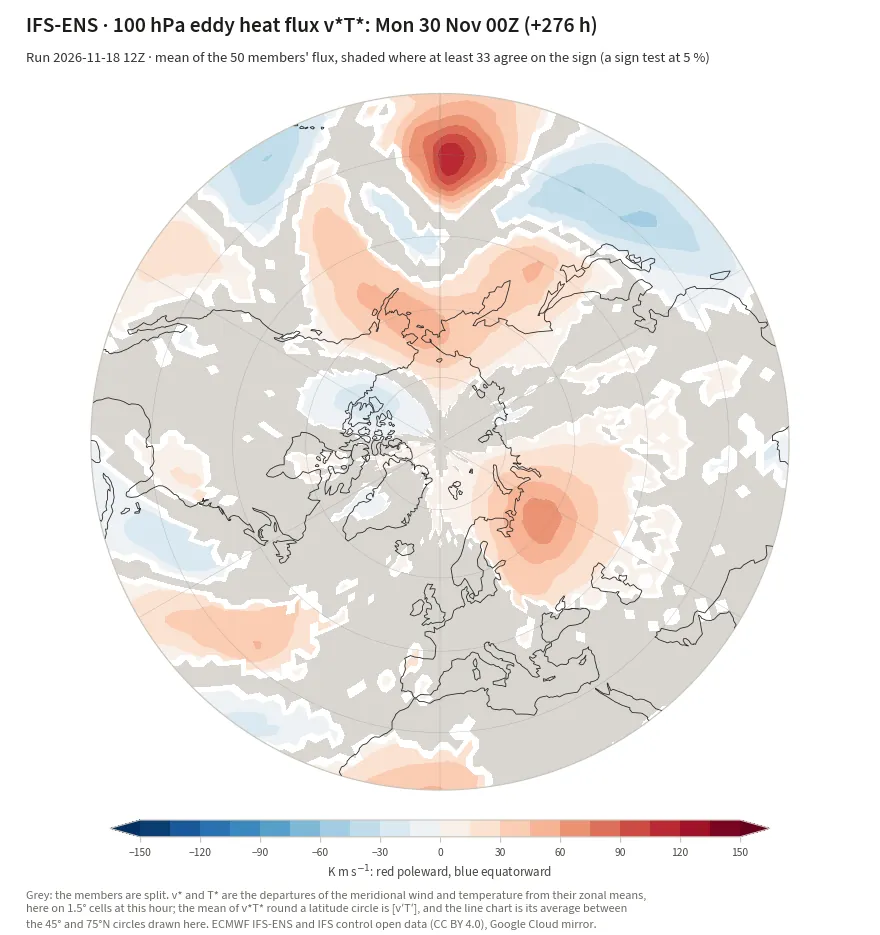 IFS-ENS · 100 hPa eddy heat flux v*T*: Mon 30 Nov 00Z (+276 h)
Run 2026-11-18 12Z · mean of the 50 members' flux, shaded where at least 33 agree on the sign (a sign test at 5 %)
−150 −120 −90 −60 −30 0 30 60 90 120 150
K m s⁻¹: red poleward, blue equatorward
Grey: the members are split. v* and T* are the departures of the meridional wind and temperature from their zonal means,
here on 1.5° cells at this hour; the mean of v*T* round a latitude circle is [v'T'], and the line chart is its average between
the 45° and 75°N circles drawn here. ECMWF IFS-ENS and IFS control open data (CC BY 4.0), Google Cloud mirror.